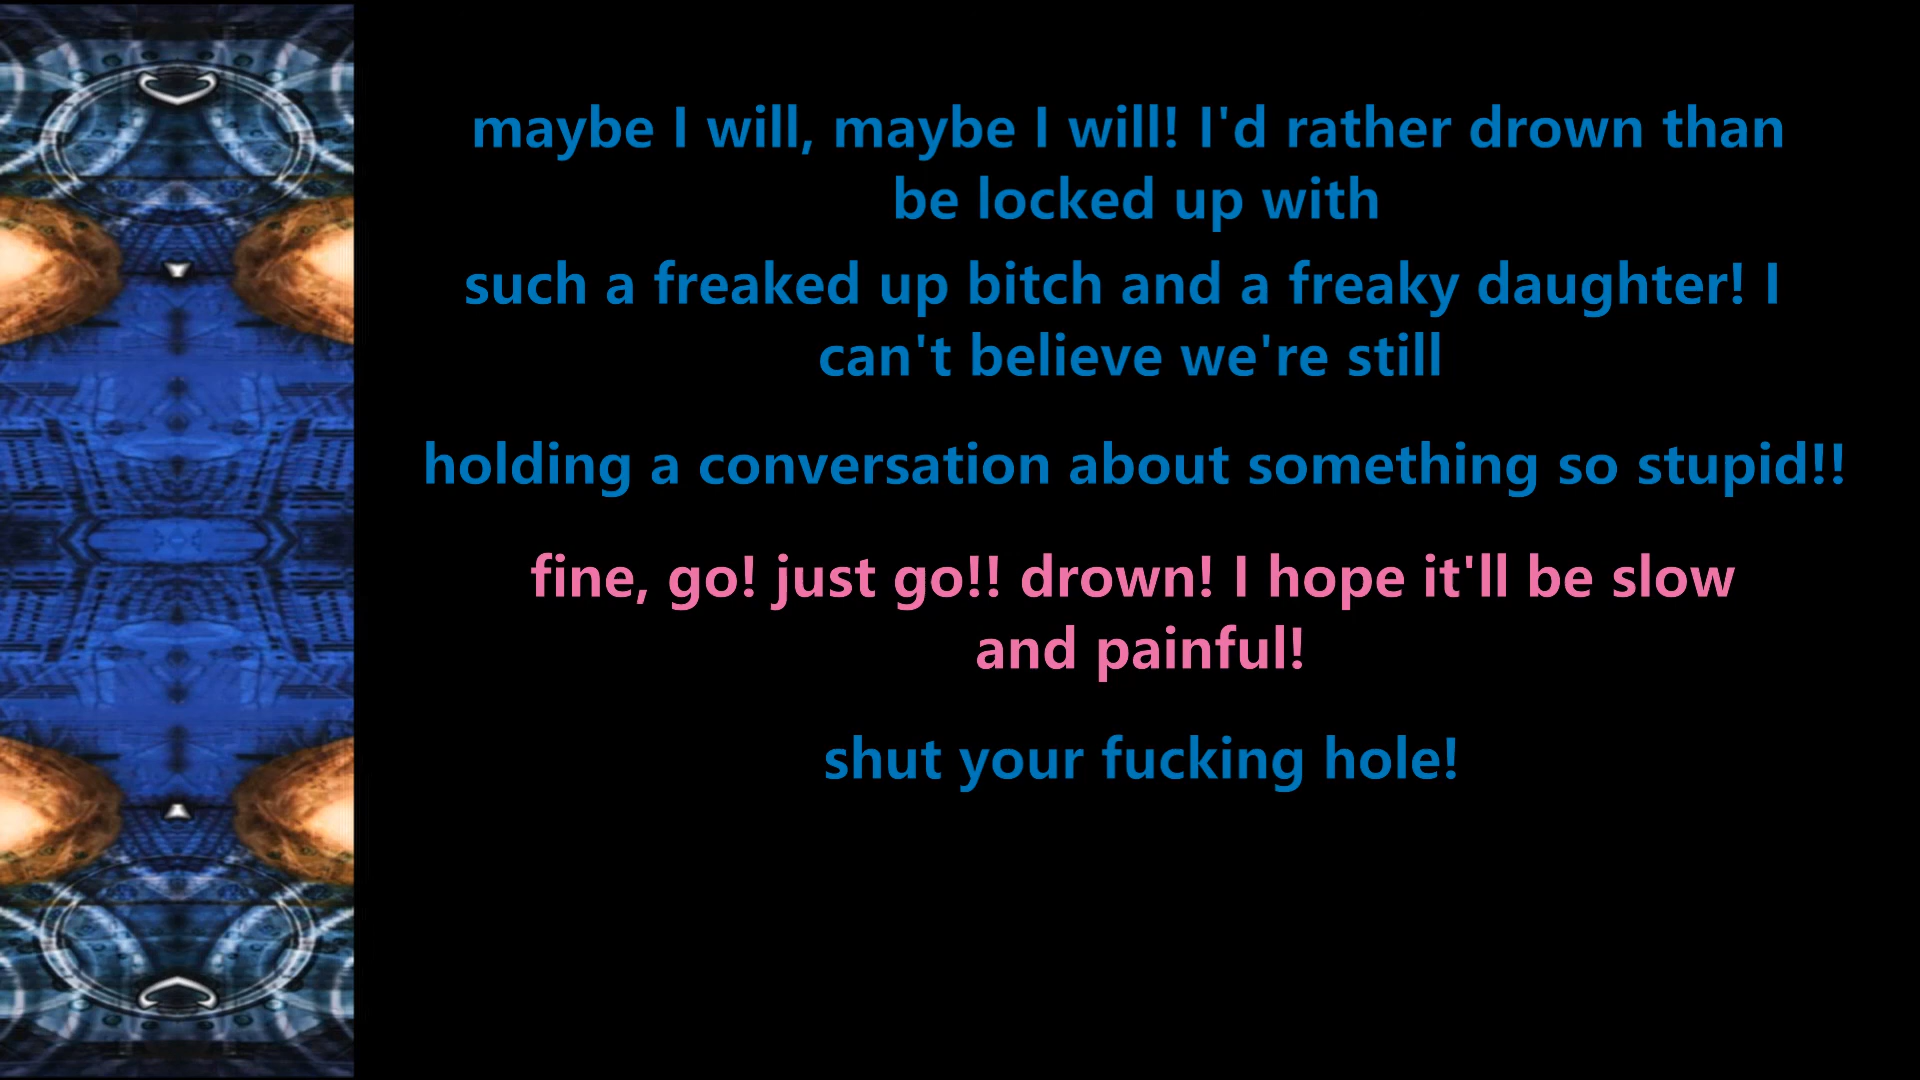 maybe I will, maybe I will! I'd rather drown than
be locked up with
such a freaked up bitch and a freaky daughter! I
can't believe we're still
holding a conversation about something so stupid!!
fine, go! just go!! drown! I hope it'll be slow
and painful!
shut your fucking hole!